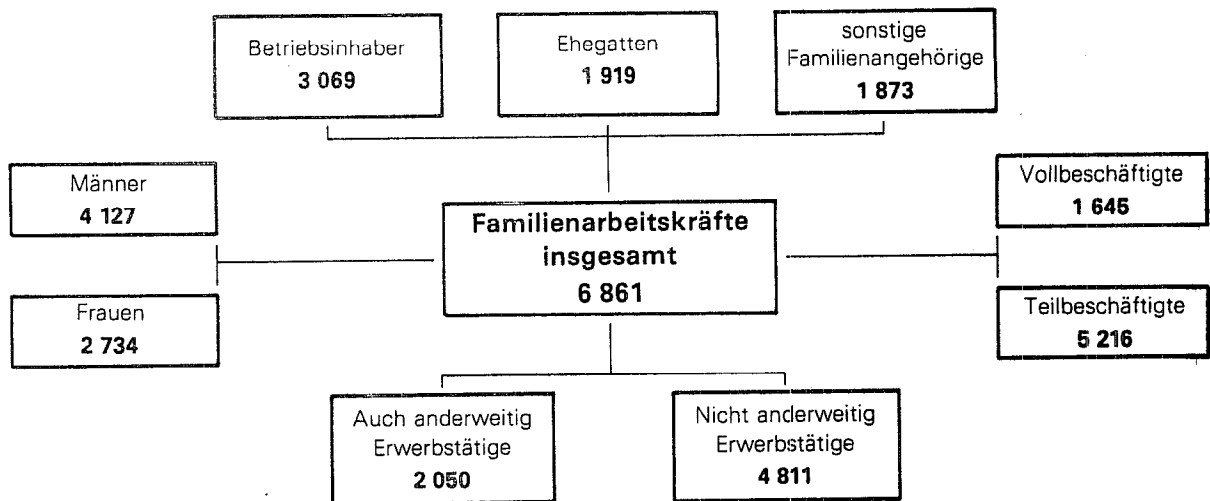 Betriebsinhaber
3 069
Ehegatten
1 919
sonstige
Familienangehörige
1 873
Männer
4 127
Vollbeschäftigte
1 645
Familienarbeitskräfte
insgesamt
6 861
Frauen
2 734
Teilbeschäftigte
5 216
Auch anderweitig
Erwerbstätige
2 050
Nicht anderweitig
Erwerbstätige
4 811